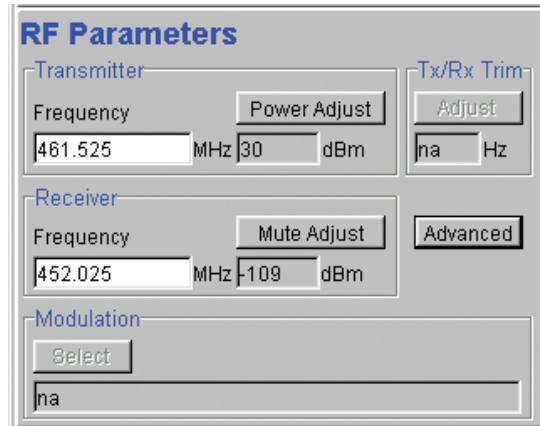 RF Parameters
Transmitter
Frequency
Power Adjust
461.525 MHz 30 dBm
Tx/Rx Trim
Adjust
na Hz
Receiver
Frequency
Mute Adjust
452.025 MHz -109 dBm
Advanced
Modulation
Select
na